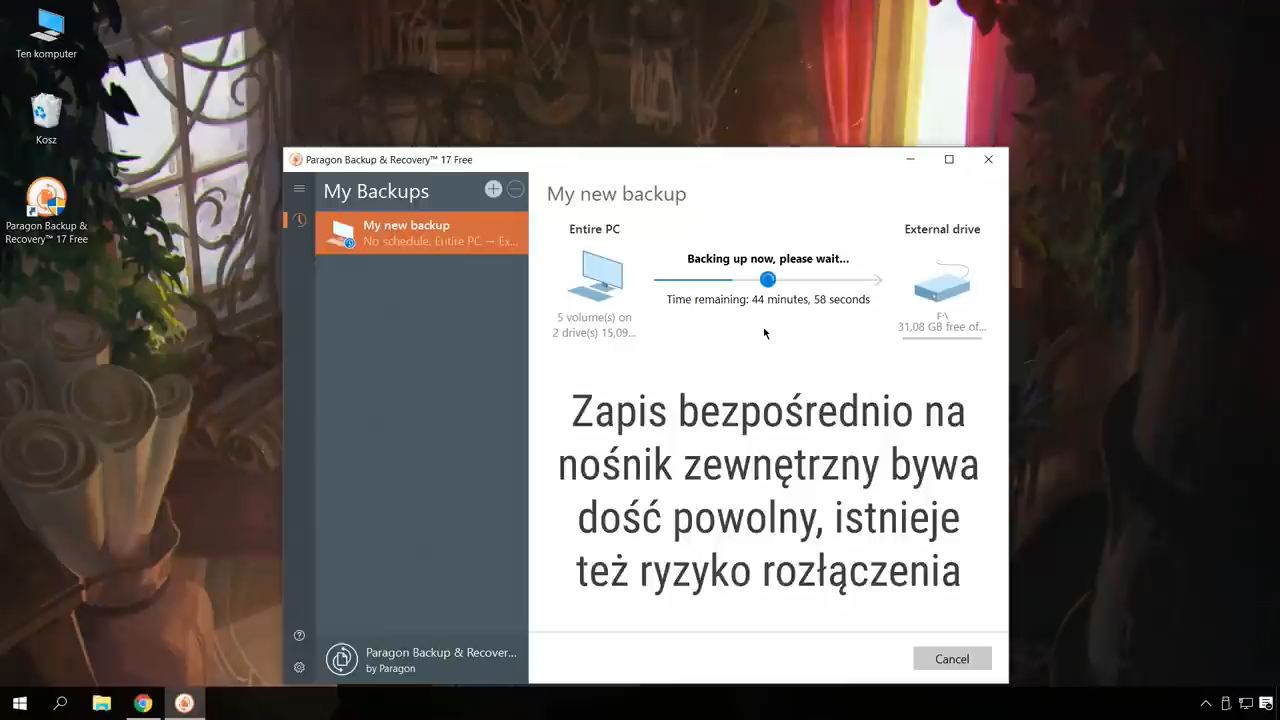 Ten komputer
Kosz
Paragon Backup &
Recovery™ 17 Free
Paragon Backup & Recovery™ 17 Free
My Backups
My new backup
No schedule. Entire PC → Ex...
My new backup
Entire PC
External drive
Backing up now, please wait...
Time remaining: 44 minutes, 58 seconds
5 volume(s) on
2 drive(s) 15,09...
F:\
31,08 GB free of...
Zapis bezpośrednio na
nośnik zewnętrzny bywa
dość powolny, istnieje
też ryzyko rozłączenia
Paragon Backup & Recover...
by Paragon
Cancel